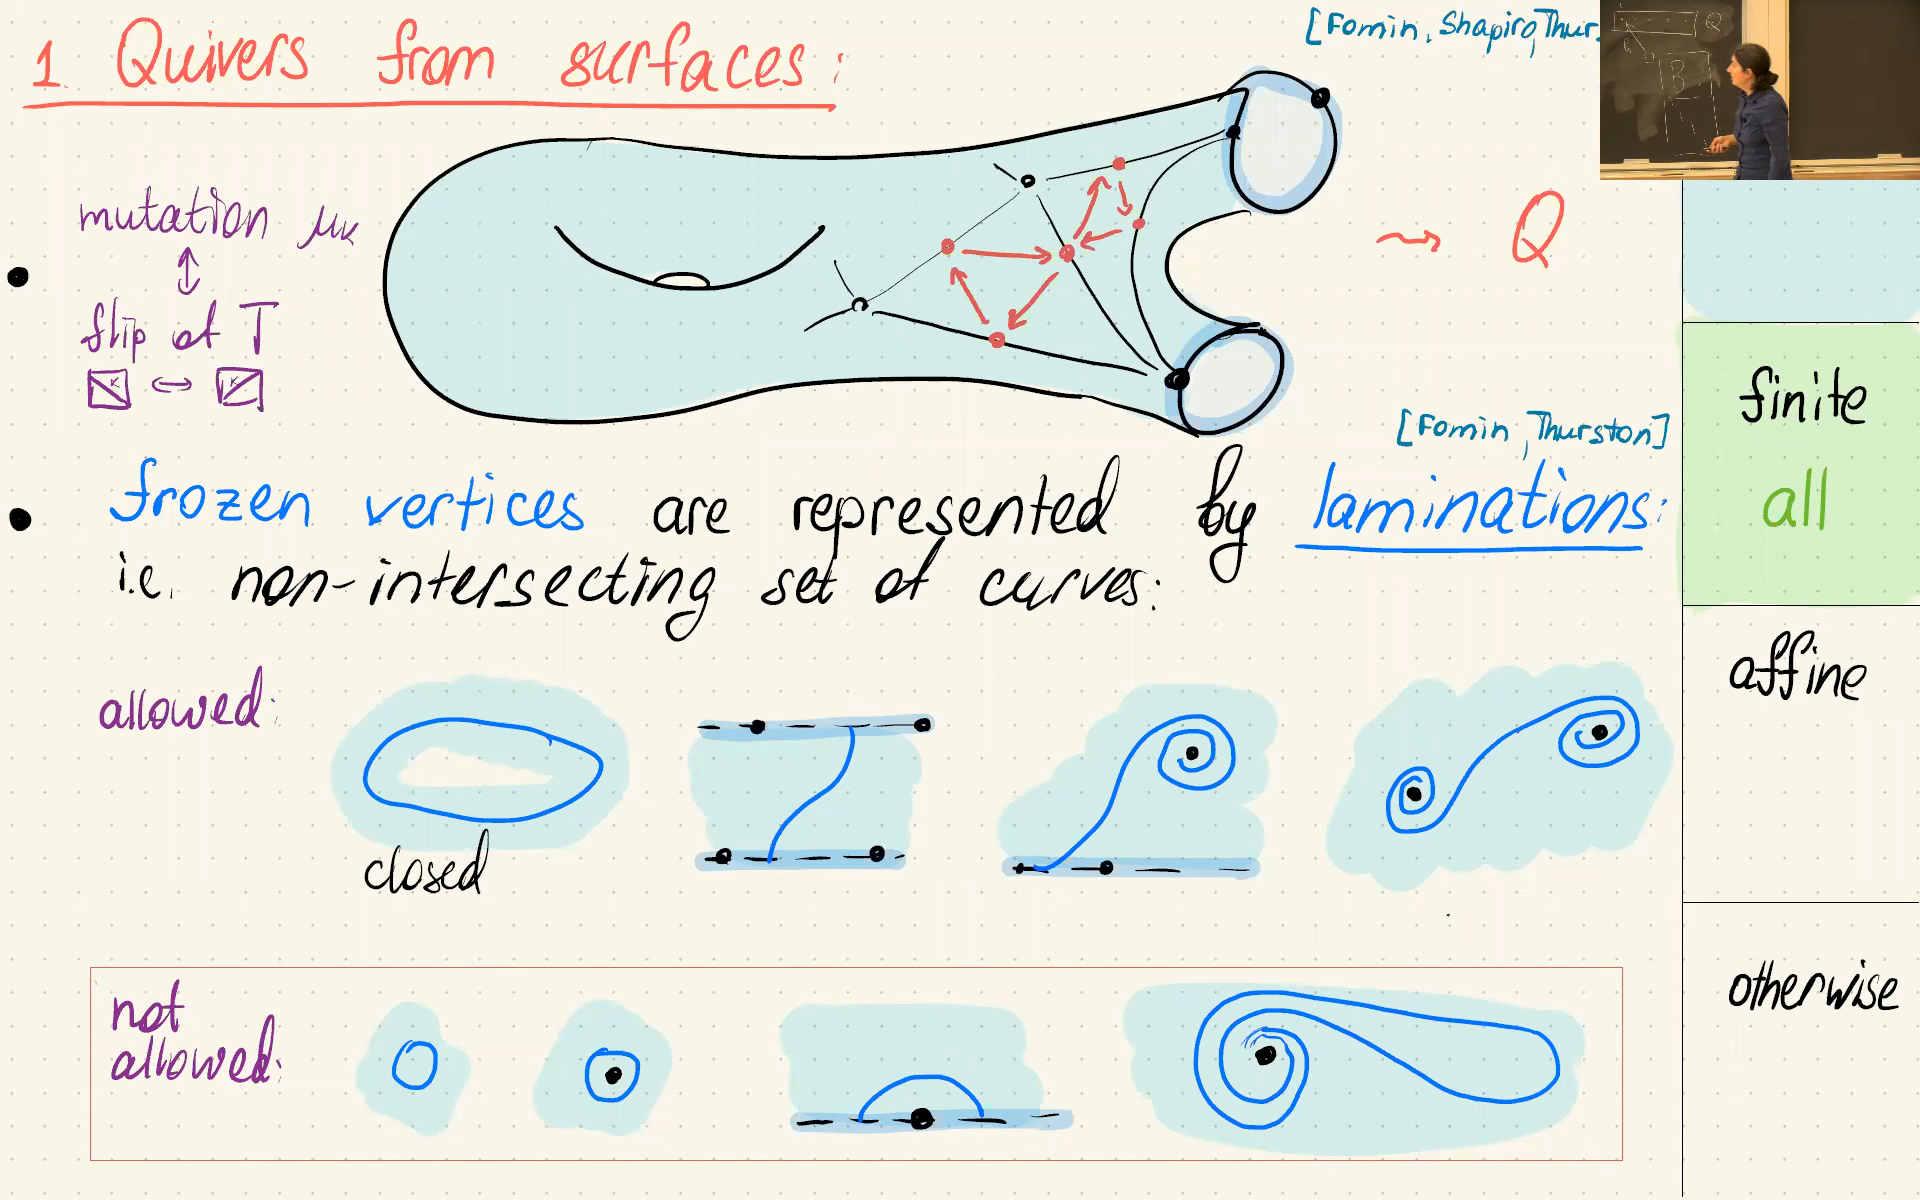 1. Quivers from surfaces:
[Fomin, Shapiro, Thur.
Q
B
mutation μk
flip of T
k k
⇝ Q
[Fomin, Thurston]
frozen vertices are represented by laminations:
i.e. non-intersecting set of curves:
allowed:
closed
not
allowed:
finite
all
affine
otherwise